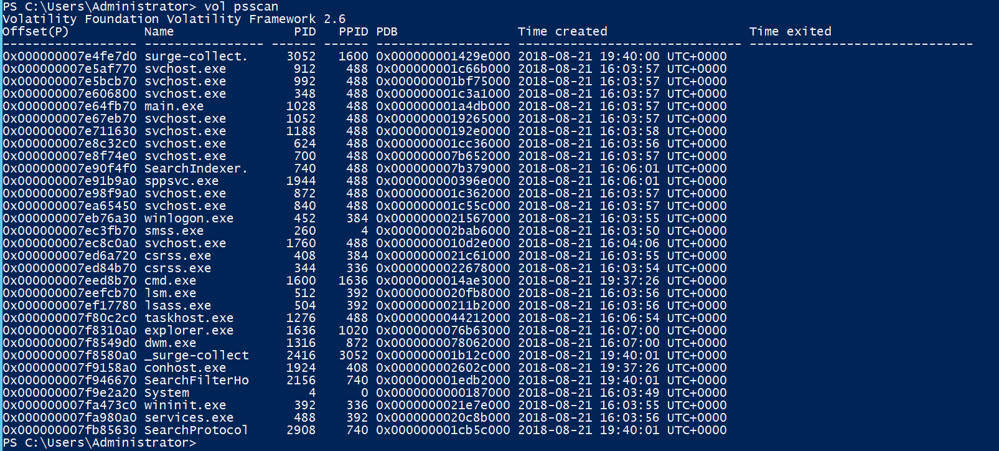 PS C:\Users\Administrator> vol psscan
Volatility Foundation Volatility Framework 2.6
Offset(P)          Name                PID   PPID PDB                Time created                   Time exited
------------------ ---------------- ------ ------ ------------------ ------------------------------ ------------------------------
0x000000007e4fe7d0 surge-collect.     3052   1600 0x000000001429e000 2018-08-21 19:40:00 UTC+0000
0x000000007e5af770 svchost.exe         912    488 0x000000001c66b000 2018-08-21 16:03:57 UTC+0000
0x000000007e5bcb70 svchost.exe         992    488 0x000000001bf75000 2018-08-21 16:03:57 UTC+0000
0x000000007e606800 svchost.exe         348    488 0x000000001c3a1000 2018-08-21 16:03:57 UTC+0000
0x000000007e64fb70 main.exe           1028    488 0x000000001a4db000 2018-08-21 16:03:57 UTC+0000
0x000000007e67eb70 svchost.exe        1052    488 0x0000000019265000 2018-08-21 16:03:57 UTC+0000
0x000000007e711630 svchost.exe        1188    488 0x00000000192e0000 2018-08-21 16:03:58 UTC+0000
0x000000007e8c32c0 svchost.exe         624    488 0x000000001cc36000 2018-08-21 16:03:56 UTC+0000
0x000000007e8f74e0 svchost.exe         700    488 0x000000007b652000 2018-08-21 16:03:57 UTC+0000
0x000000007e90f4f0 SearchIndexer.      740    488 0x000000007b379000 2018-08-21 16:06:01 UTC+0000
0x000000007e91b9a0 sppsvc.exe         1944    488 0x000000000396e000 2018-08-21 16:06:01 UTC+0000
0x000000007e98f9a0 svchost.exe         872    488 0x000000001c362000 2018-08-21 16:03:57 UTC+0000
0x000000007ea65450 svchost.exe         840    488 0x000000001c55c000 2018-08-21 16:03:57 UTC+0000
0x000000007eb76a30 winlogon.exe        452    384 0x0000000021567000 2018-08-21 16:03:55 UTC+0000
0x000000007ec3fb70 smss.exe            260      4 0x000000002bab6000 2018-08-21 16:03:50 UTC+0000
0x000000007ec8c0a0 svchost.exe        1760    488 0x0000000010d2e000 2018-08-21 16:04:06 UTC+0000
0x000000007ed6a720 csrss.exe           408    384 0x0000000021c61000 2018-08-21 16:03:55 UTC+0000
0x000000007ed84b70 csrss.exe           344    336 0x0000000022678000 2018-08-21 16:03:54 UTC+0000
0x000000007eed8b70 cmd.exe            1600   1636 0x0000000014ae3000 2018-08-21 19:37:26 UTC+0000
0x000000007eefcb70 lsm.exe             512    392 0x0000000020fb8000 2018-08-21 16:03:56 UTC+0000
0x000000007ef17780 lsass.exe           504    392 0x00000000211b2000 2018-08-21 16:03:56 UTC+0000
0x000000007f80c2c0 taskhost.exe       1276    488 0x0000000044212000 2018-08-21 16:06:54 UTC+0000
0x000000007f8310a0 explorer.exe       1636   1020 0x0000000076b63000 2018-08-21 16:07:00 UTC+0000
0x000000007f8549d0 dwm.exe            1316    872 0x0000000078062000 2018-08-21 16:07:00 UTC+0000
0x000000007f8580a0 _surge-collect     2416   3052 0x000000001b12c000 2018-08-21 19:40:01 UTC+0000
0x000000007f9158a0 conhost.exe        1924    408 0x000000002602c000 2018-08-21 19:37:26 UTC+0000
0x000000007f946670 SearchFilterHo     2156    740 0x000000001edb2000 2018-08-21 19:40:01 UTC+0000
0x000000007f9e2a20 System                4      0 0x0000000000187000 2018-08-21 16:03:49 UTC+0000
0x000000007fa473c0 wininit.exe         392    336 0x0000000021e7e000 2018-08-21 16:03:55 UTC+0000
0x000000007fa980a0 services.exe        488    392 0x0000000020c8b000 2018-08-21 16:03:56 UTC+0000
0x000000007fb85630 SearchProtocol     2908    740 0x000000001cb5c000 2018-08-21 19:40:01 UTC+0000
PS C:\Users\Administrator>